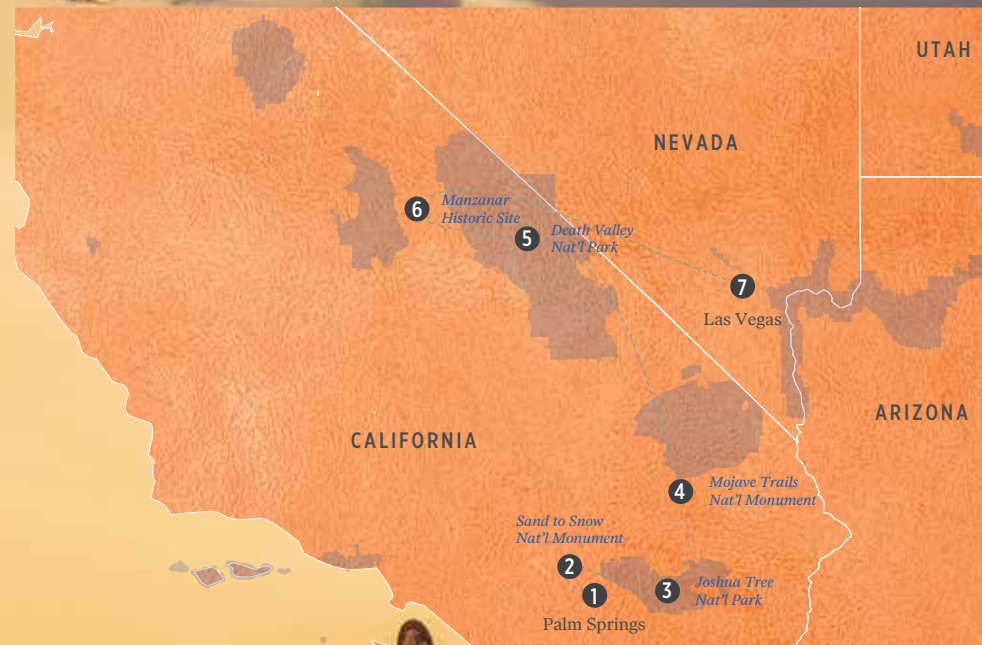 UTAH
NEVADA
6
Manzanar
Historic Site
5
Death Valley
Nat'l Park
7
Las Vegas
ARIZONA
CALIFORNIA
4
Mojave Trails
Nat'l Monument
Sand to Snow
Nat'l Monument
2
1
3
Joshua Tree
Nat'l Park
Palm Springs